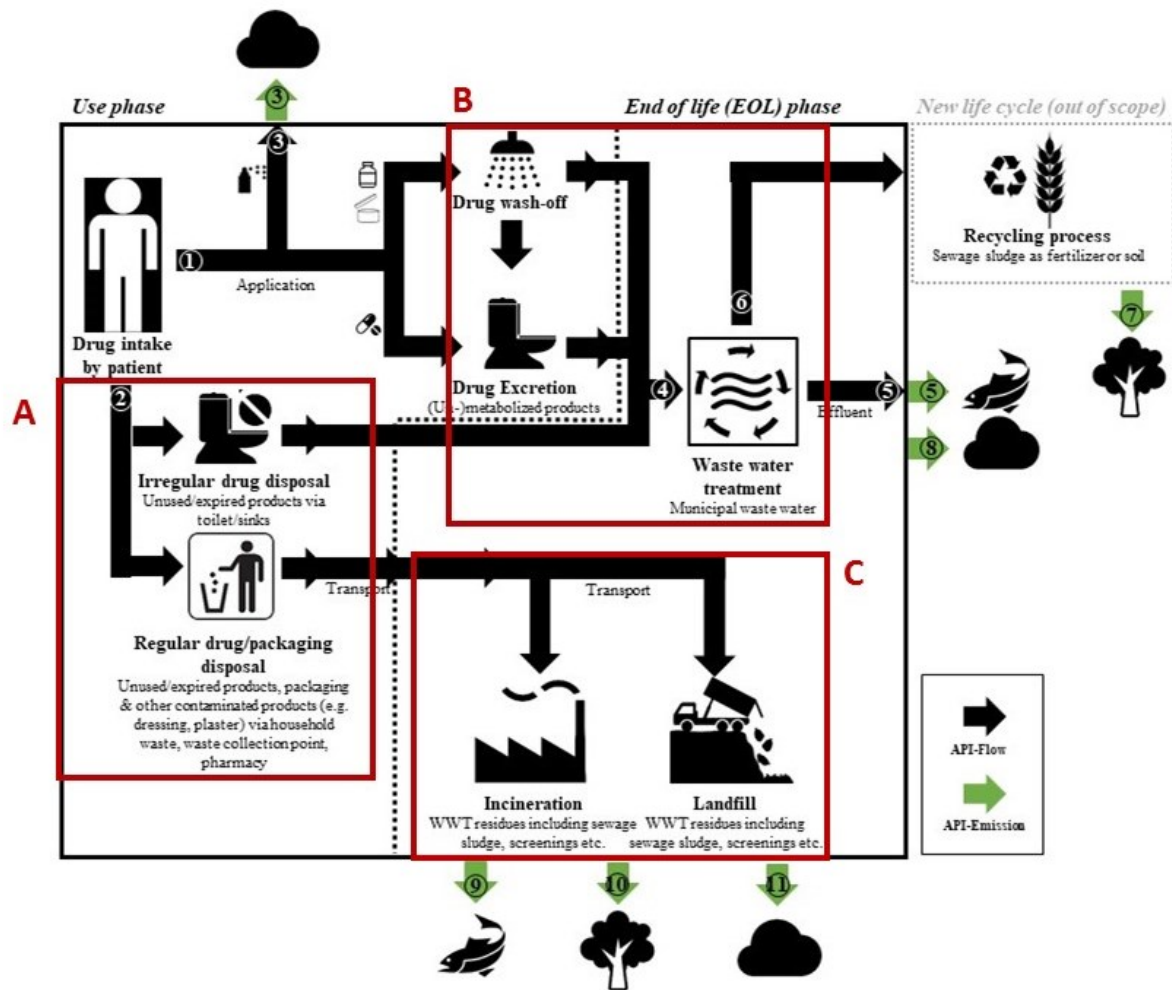 3
Use phase
B
End of life (EOL) phase
New life cycle (out of scope)
3
Drug wash-off
Recycling process
Sewage sludge as fertilizer or soil
1
Application
6
7
Drug intake
by patient
Drug Excretion
(Un-)metabolized products
4
5
Effluent
5
A
2
8
Irregular drug disposal
Unused/expired products via
toilet/sinks
Waste water
treatment
Municipal waste water
C
Transport
Transport
Regular drug/packaging
disposal
Unused/expired products, packaging
& other contaminated products (e.g.
dressing, plaster) via household
waste, waste collection point,
pharmacy
Incineration
WWT residues including sewage
sludge, screenings etc.
Landfill
WWT residues including
sewage sludge, screenings etc.
API-Flow
API-Emission
9
10
11